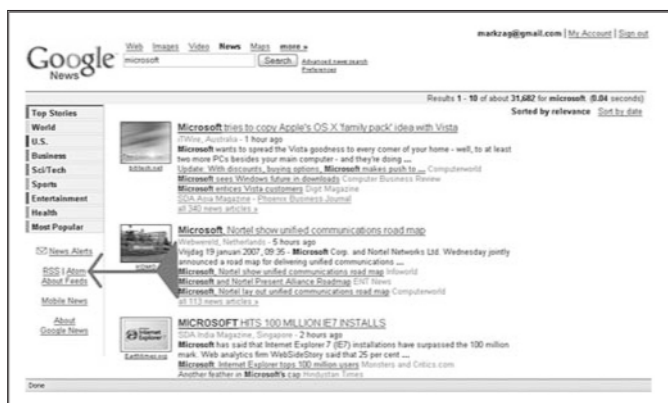 markzag@gmail.com | My Account | Sign out
Google
News
Web Images Video News Maps more »
microsoft
Search
Advanced news search
Preferences
Results 1 - 10 of about 31,682 for microsoft. (0.04 seconds)
Sorted by relevance Sort by date
Top Stories
World
U.S.
Business
Sci/Tech
Sports
Entertainment
Health
Most Popular
News Alerts
RSS | Atom
About Feeds
Mobile News
About
Google News
Microsoft tries to copy Apple's OS X 'family pack' idea with Vista
iTWire, Australia - 1 hour ago
Microsoft wants to spread the Vista goodness to every corner of your home - well, to at least
two more PCs besides your main computer - and they're doing ...
Update: With discounts, buying options, Microsoft makes push to ... Computerworld
Microsoft sees Windows future in downloads Computer Business Review
Microsoft entices Vista customers Digit Magazine
SDA Asia Magazine - Phoenix Business Journal
all 340 news articles »
Microsoft, Nortel show unified communications road map
Webwereld, Netherlands - 5 hours ago
Vrijdag 19 januari 2007, 09:35 - Microsoft Corp. and Nortel Networks Ltd. Wednesday jointly
announced a road map for delivering unified communications ...
Microsoft, Nortel show unified communications road map Infoworld
Microsoft and Nortel Present Alliance Roadmap ENT News
Microsoft, Nortel lay out unified communications road map Computerworld
all 113 news articles »
Internet
Explorer
Earthtimes.org
MICROSOFT HITS 100 MILLION IE7 INSTALLS
SDA India Magazine, Singapore - 2 hours ago
Microsoft has said that Internet Explorer 7 (IE7) installations have surpassed the 100 million
mark. Web analytics firm WebSideStory said that 25 per cent ...
Microsoft: Internet Explorer tops 100 million users Monsters and Critics.com
Another feather in Microsoft's cap Hindustan Times
Done